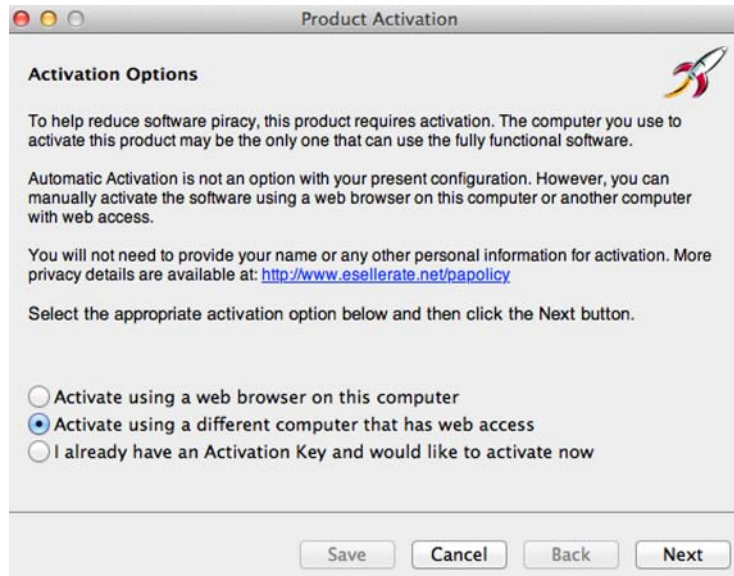 Product Activation
Activation Options
To help reduce software piracy, this product requires activation. The computer you use to
activate this product may be the only one that can use the fully functional software.
Automatic Activation is not an option with your present configuration. However, you can
manually activate the software using a web browser on this computer or another computer
with web access.
You will not need to provide your name or any other personal information for activation. More
privacy details are available at: http://www.esellerate.net/papolicy
Select the appropriate activation option below and then click the Next button.
Activate using a web browser on this computer
Activate using a different computer that has web access
I already have an Activation Key and would like to activate now
Save Cancel Back Next